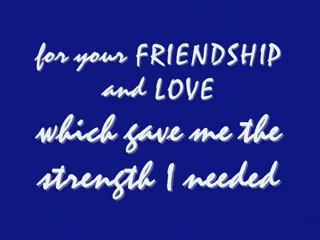 for your FRIENDSHIP
and LOVE
which gave me the
strength I needed